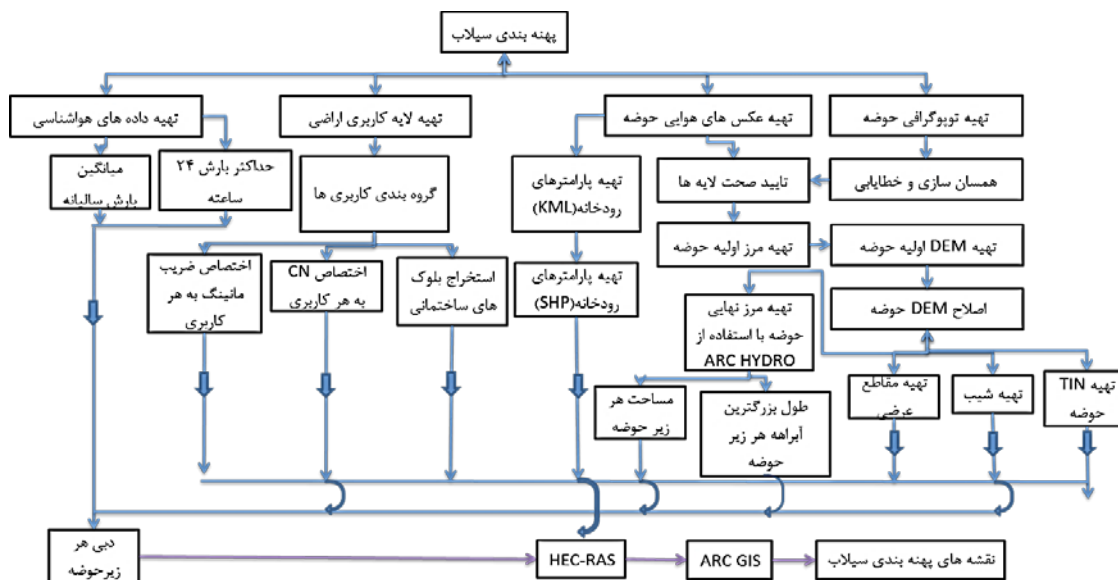 پهنه بندی سیلاب
تهیه توپوگرافی حوضه
تهیه عکس های هوایی حوضه
تهیه لایه کاربری اراضی
تهیه داده های هواشناسی
همسان سازی و خطایابی
تایید صحت لایه ها
تهیه پارامترهای
رودخانه(KML)
گروه بندی کاربری ها
حداکثر بارش ۲۴
ساعته
میانگین
بارش سالیانه
تهیه DEM اولیه حوضه
تهیه مرز اولیه حوضه
تهیه پارامترهای
رودخانه(SHP)
استخراج بلوک
های ساختمانی
اختصاص CN
به هر کاربری
اختصاص ضریب
مانینگ به هر
کاربری
اصلاح DEM حوضه
تهیه مرز نهایی
حوضه با استفاده از
ARC HYDRO
تهیه TIN
حوضه
تهیه شیب
تهیه مقاطع
عرضی
طول بزرگترین
آبراهه هر زیر
حوضه
مساحت هر
زیر حوضه
دبی هر
زیرحوضه
HEC-RAS
ARC GIS
نقشه های پهنه بندی سیلاب